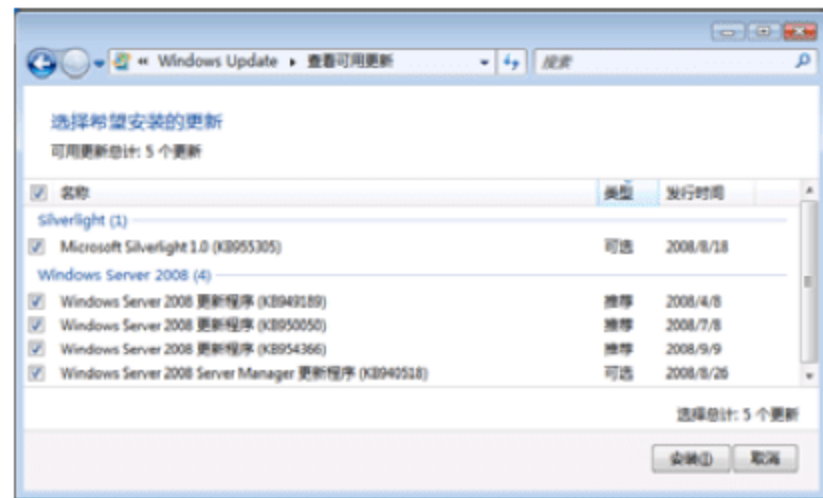 « Windows Update ▸ 查看可用更新
搜索
选择希望安装的更新
可用更新总计: 5 个更新
名称 类型 发行时间
Silverlight (1)
Microsoft Silverlight 1.0 (KB955305) 可选 2008/8/18
Windows Server 2008 (4)
Windows Server 2008 更新程序 (KB949189) 推荐 2008/4/8
Windows Server 2008 更新程序 (KB950050) 推荐 2008/7/8
Windows Server 2008 更新程序 (KB954366) 推荐 2008/9/9
Windows Server 2008 Server Manager 更新程序 (KB940518) 可选 2008/8/26
选择总计: 5 个更新
安装(I) 取消